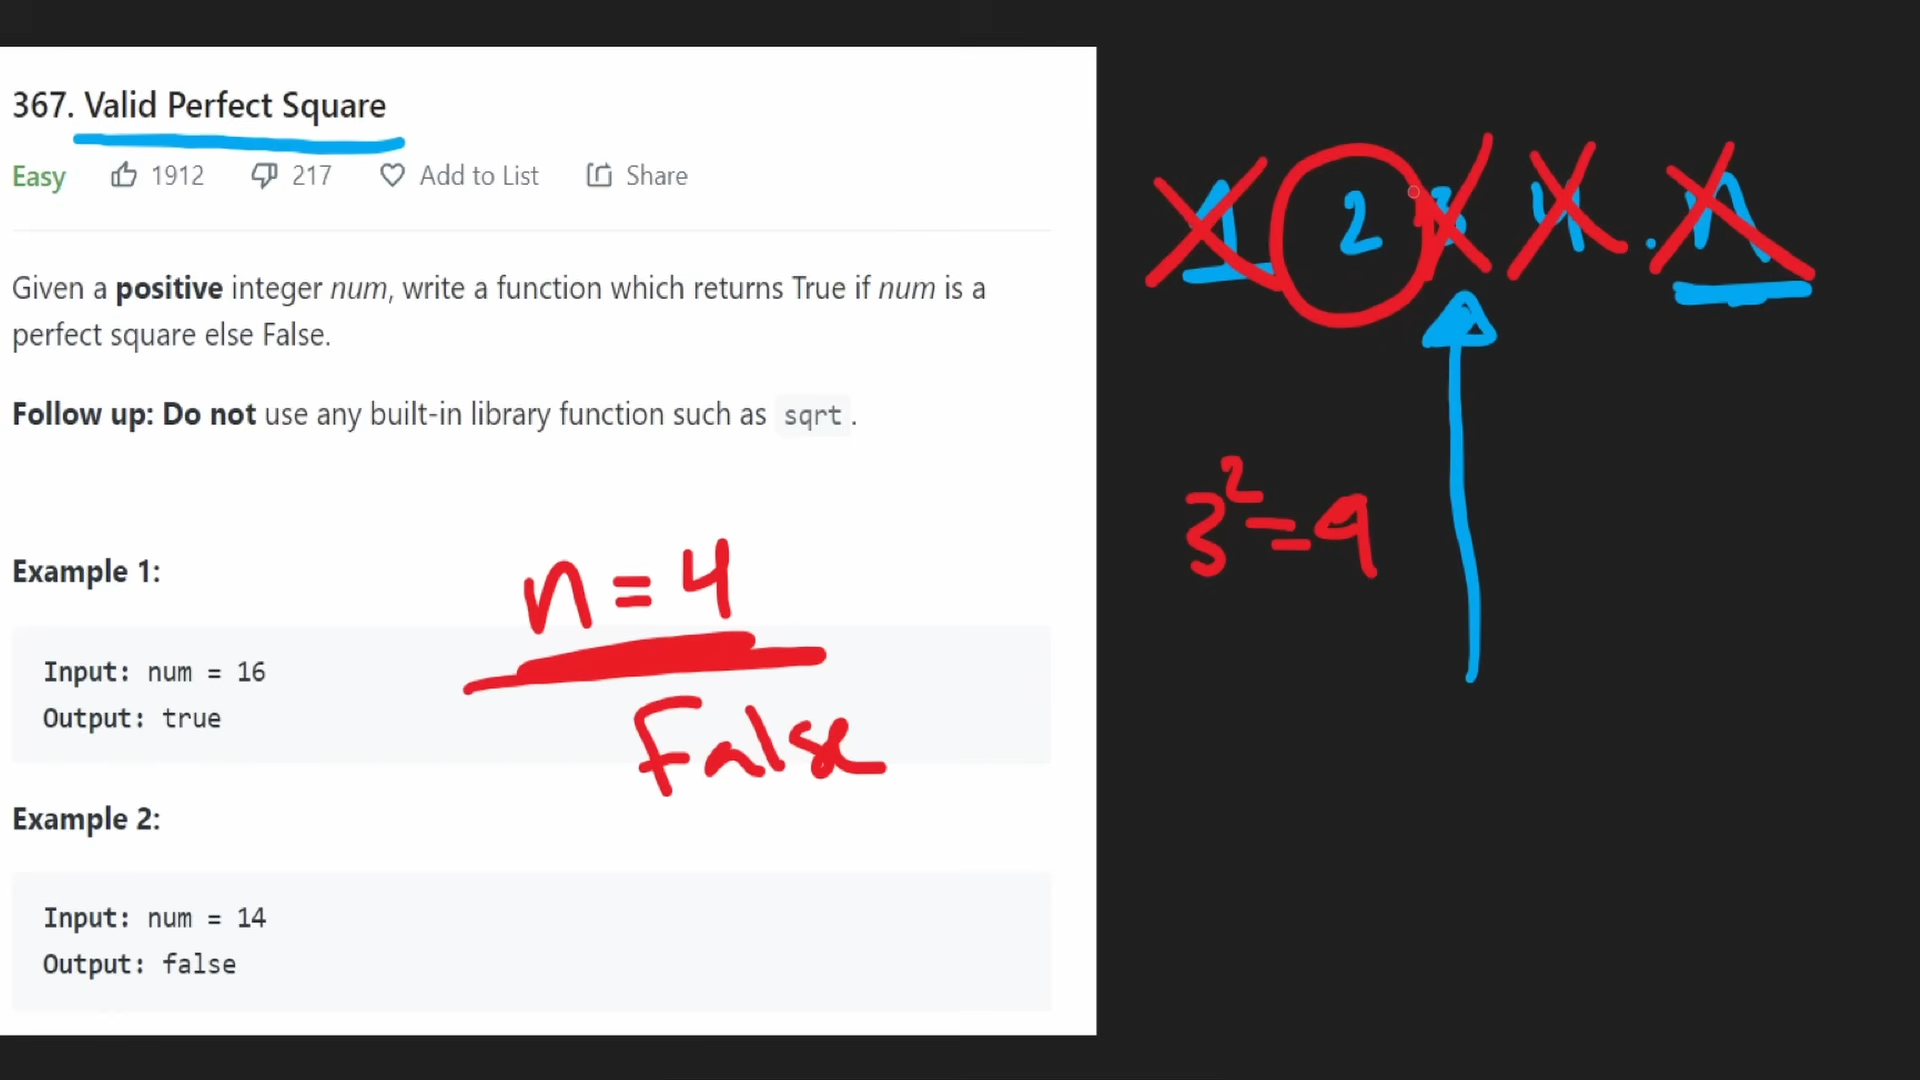 367. Valid Perfect Square
Easy 1912 217 Add to List Share
Given a positive integer num, write a function which returns True if num is a
perfect square else False.
Follow up: Do not use any built-in library function such as sqrt.
Example 1:
n = 4
Input: num = 16
Output: true
False
Example 2:
Input: num = 14
Output: false
1 2 3 4 . n
3²=9